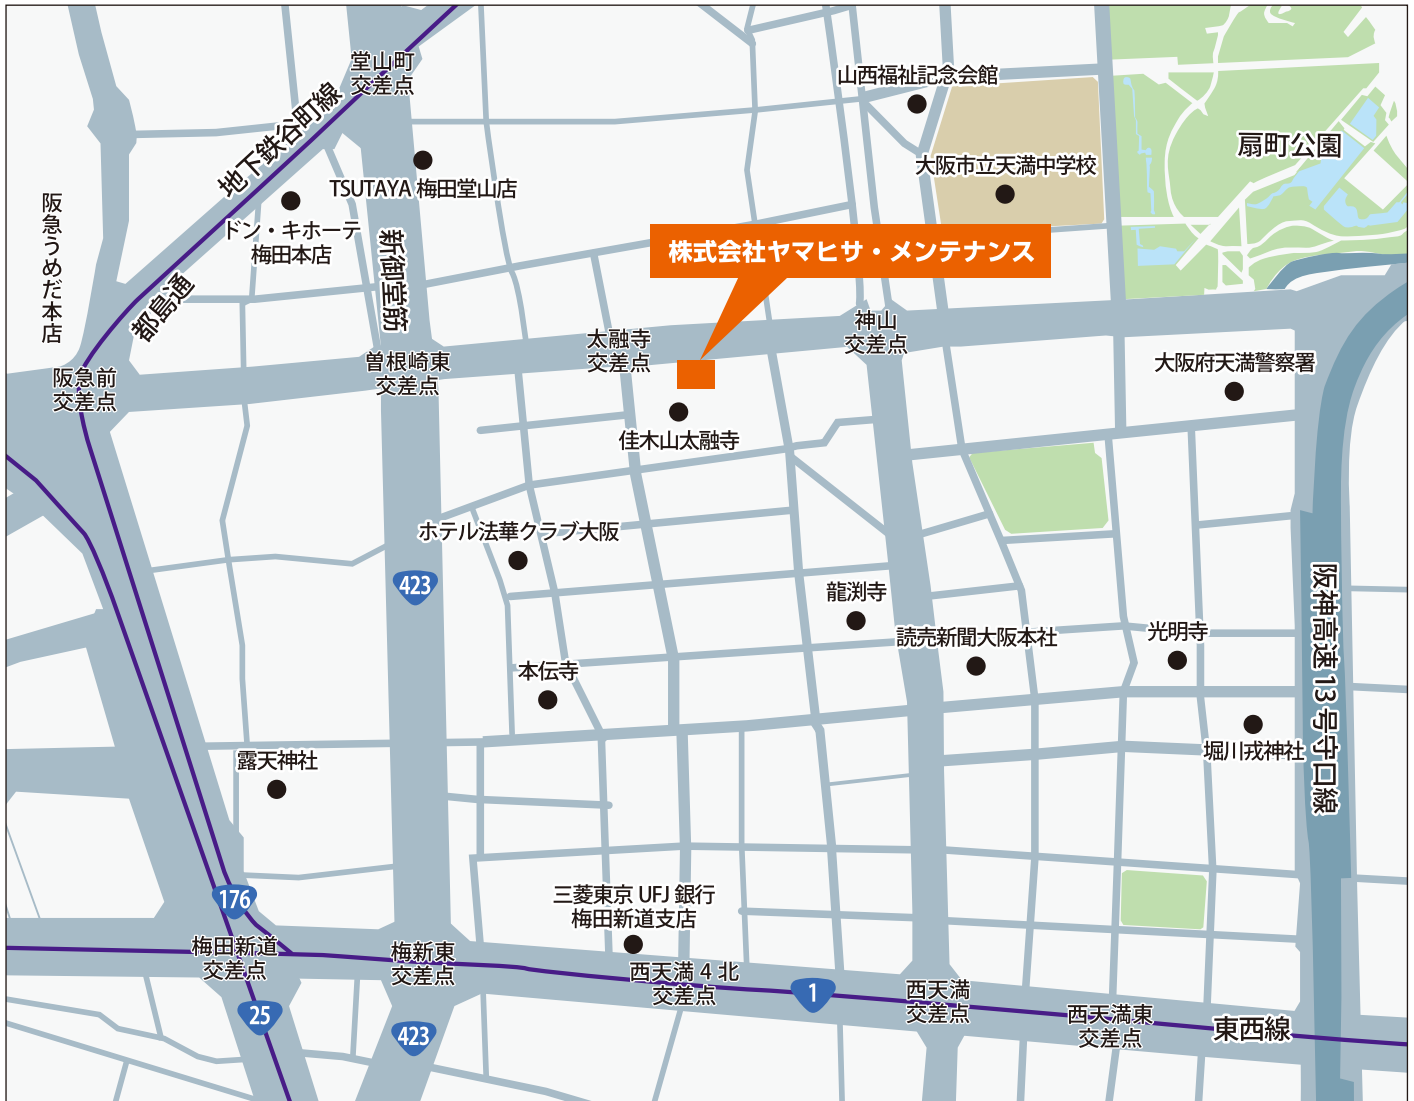 堂山町
交差点
山西福祉記念会館
地下鉄谷町線
扇町公園
大阪市立天満中学校
TSUTAYA 梅田堂山店
阪急うめだ本店
ドン・キホーテ
梅田本店
新御堂筋
株式会社ヤマヒサ・メンテナンス
都島通
太融寺
交差点
神山
交差点
曽根崎東
交差点
大阪府天満警察署
阪急前
交差点
佳木山太融寺
ホテル法華クラブ大阪
423
龍渕寺
阪神高速 13 号守口線
読売新聞大阪本社
光明寺
本伝寺
堀川戎神社
露天神社
176
三菱東京 UFJ 銀行
梅田新道支店
梅田新道
交差点
梅新東
交差点
西天満 4 北
交差点
1
西天満
交差点
25
西天満東
交差点
東西線
423